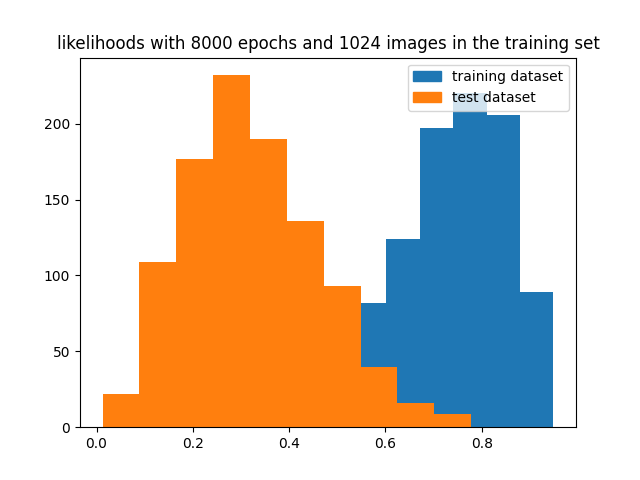 likelihoods with 8000 epochs and 1024 images in the training set
training dataset
test dataset
200
150
100
50
0
0.0 0.2 0.4 0.6 0.8